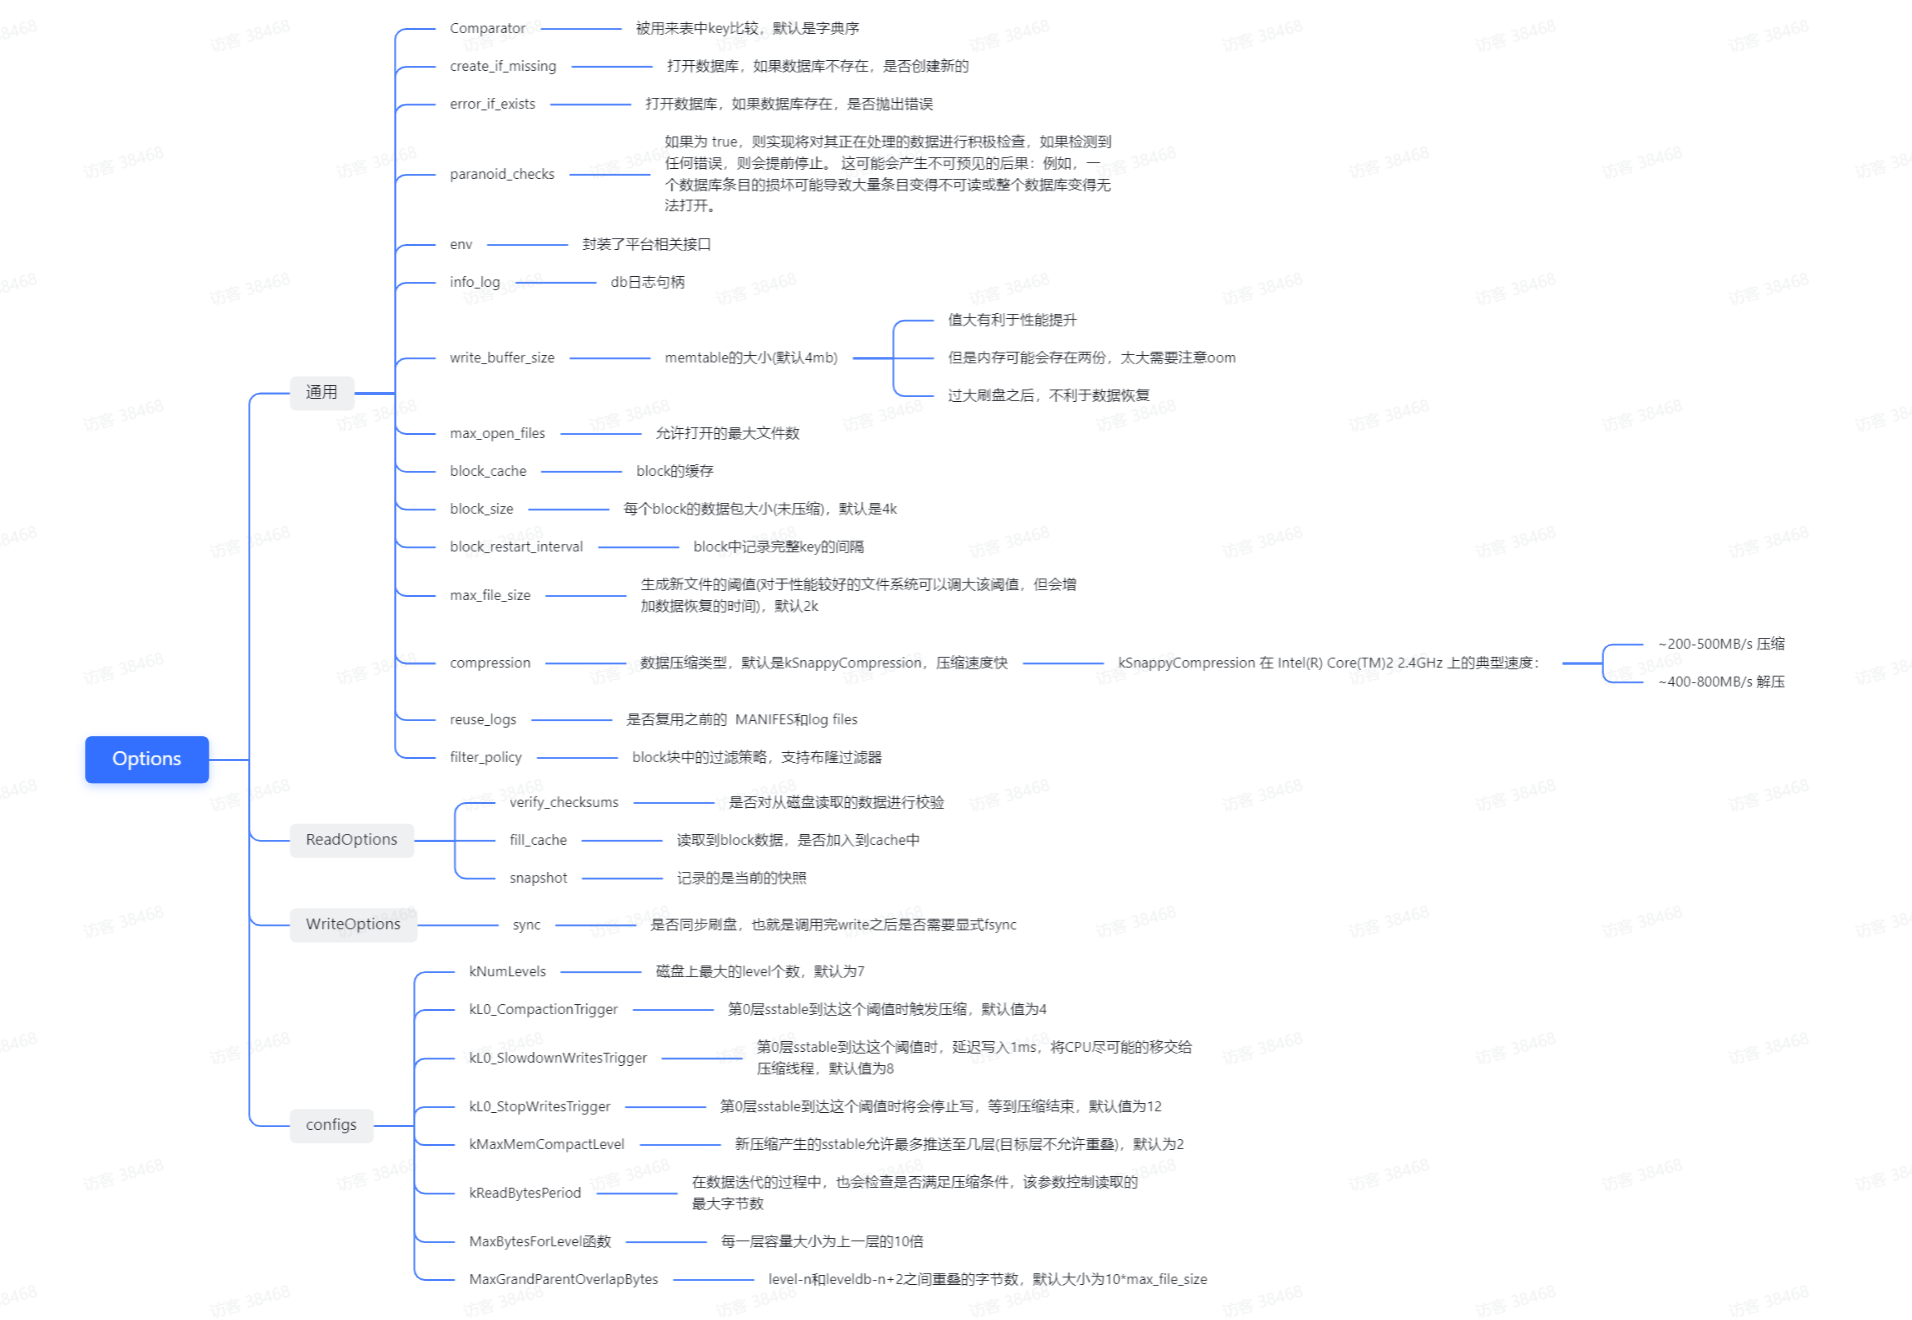 Options
通用
Comparator
被用来表中key比较，默认是字典序
create_if_missing
打开数据库，如果数据库不存在，是否创建新的
error_if_exists
打开数据库，如果数据库存在，是否抛出错误
paranoid_checks
如果为 true，则实现将对其正在处理的数据进行积极检查，如果检测到
任何错误，则会提前停止。 这可能会产生不可预见的后果：例如，一
个数据库条目的损坏可能导致大量条目变得不可读或整个数据库变得无
法打开。
env
封装了平台相关接口
info_log
db日志句柄
write_buffer_size
memtable的大小(默认4mb)
值大有利于性能提升
但是内存可能会存在两份，太大需要注意oom
过大刷盘之后，不利于数据恢复
max_open_files
允许打开的最大文件数
block_cache
block的缓存
block_size
每个block的数据包大小(未压缩)，默认是4k
block_restart_interval
block中记录完整key的间隔
max_file_size
生成新文件的阈值(对于性能较好的文件系统可以调大该阈值，但会增
加数据恢复的时间)，默认2k
compression
数据压缩类型，默认是kSnappyCompression，压缩速度快
kSnappyCompression 在 Intel(R) Core(TM)2 2.4GHz 上的典型速度：
~200-500MB/s 压缩
~400-800MB/s 解压
reuse_logs
是否复用之前的 MANIFES和log files
filter_policy
block块中的过滤策略，支持布隆过滤器
ReadOptions
verify_checksums
是否对从磁盘读取的数据进行校验
fill_cache
读取到block数据，是否加入到cache中
snapshot
记录的是当前的快照
WriteOptions
sync
是否同步刷盘，也就是调用完write之后是否需要显式fsync
configs
kNumLevels
磁盘上最大的level个数，默认为7
kL0_CompactionTrigger
第0层sstable到达这个阈值时触发压缩，默认值为4
kL0_SlowdownWritesTrigger
第0层sstable到达这个阈值时，延迟写入1ms，将CPU尽可能的移交给
压缩线程，默认值为8
kL0_StopWritesTrigger
第0层sstable到达这个阈值时将会停止写，等到压缩结束，默认值为12
kMaxMemCompactLevel
新压缩产生的sstable允许最多推送至几层(目标层不允许重叠)，默认为2
kReadBytesPeriod
在数据迭代的过程中，也会检查是否满足压缩条件，该参数控制读取的
最大字节数
MaxBytesForLevel函数
每一层容量大小为上一层的10倍
MaxGrandParentOverlapBytes
level-n和leveldb-n+2之间重叠的字节数，默认大小为10*max_file_size
访客 38468